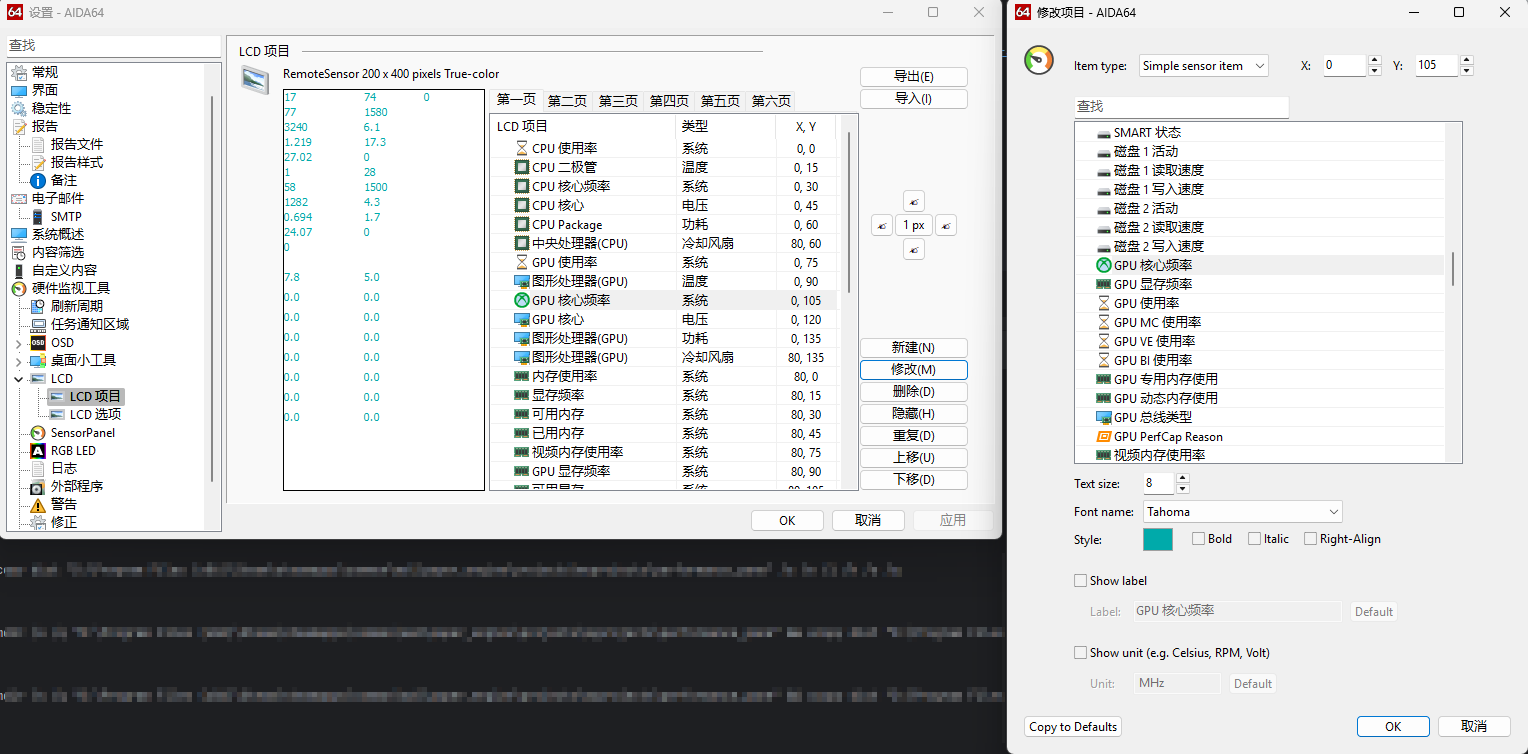 64 设置 - AIDA64
查找
常规
界面
稳定性
报告
报告文件
报告样式
备注
电子邮件
SMTP
系统概述
内容筛选
自定义内容
硬件监视工具
刷新周期
任务通知区域
OSD
桌面小工具
LCD
LCD 项目
LCD 选项
SensorPanel
RGB LED
日志
外部程序
警告
修正
LCD 项目
RemoteSensor 200 x 400 pixels True-color
17 74 0
77 1580
3240 6.1
1.219 17.3
27.02 0
1 28
58 1500
1282 4.3
0.694 1.7
24.07 0
0
7.8 5.0
0.0 0.0
0.0 0.0
0.0 0.0
0.0 0.0
0.0 0.0
0.0 0.0
0.0 0.0
第一页 第二页 第三页 第四页 第五页 第六页
LCD 项目 类型 X, Y
CPU 使用率 系统 0, 0
CPU 二极管 温度 0, 15
CPU 核心频率 系统 0, 30
CPU 核心 电压 0, 45
CPU Package 功耗 0, 60
中央处理器(CPU) 冷却风扇 80, 60
GPU 使用率 系统 0, 75
图形处理器(GPU) 温度 0, 90
GPU 核心频率 系统 0, 105
GPU 核心 电压 0, 120
图形处理器(GPU) 功耗 0, 135
图形处理器(GPU) 冷却风扇 80, 135
内存使用率 系统 80, 0
显存频率 系统 80, 15
可用内存 系统 80, 30
已用内存 系统 80, 45
视频内存使用率 系统 80, 75
GPU 显存频率 系统 80, 90
可用显存 系统 80, 105
导出(E)
导入(I)
1 px
新建(N)
修改(M)
删除(D)
隐藏(H)
重复(D)
上移(U)
下移(D)
OK 取消 应用
64 修改项目 - AIDA64
Item type: Simple sensor item X: 0 Y: 105
查找
SMART 状态
磁盘 1 活动
磁盘 1 读取速度
磁盘 1 写入速度
磁盘 2 活动
磁盘 2 读取速度
磁盘 2 写入速度
GPU 核心频率
GPU 显存频率
GPU 使用率
GPU MC 使用率
GPU VE 使用率
GPU BI 使用率
GPU 专用内存使用
GPU 动态内存使用
GPU 总线类型
GPU PerfCap Reason
视频内存使用率
Text size: 8
Font name: Tahoma
Style: Bold Italic Right-Align
Show label
Label: GPU 核心频率 Default
Show unit (e.g. Celsius, RPM, Volt)
Unit: MHz Default
Copy to Defaults OK 取消